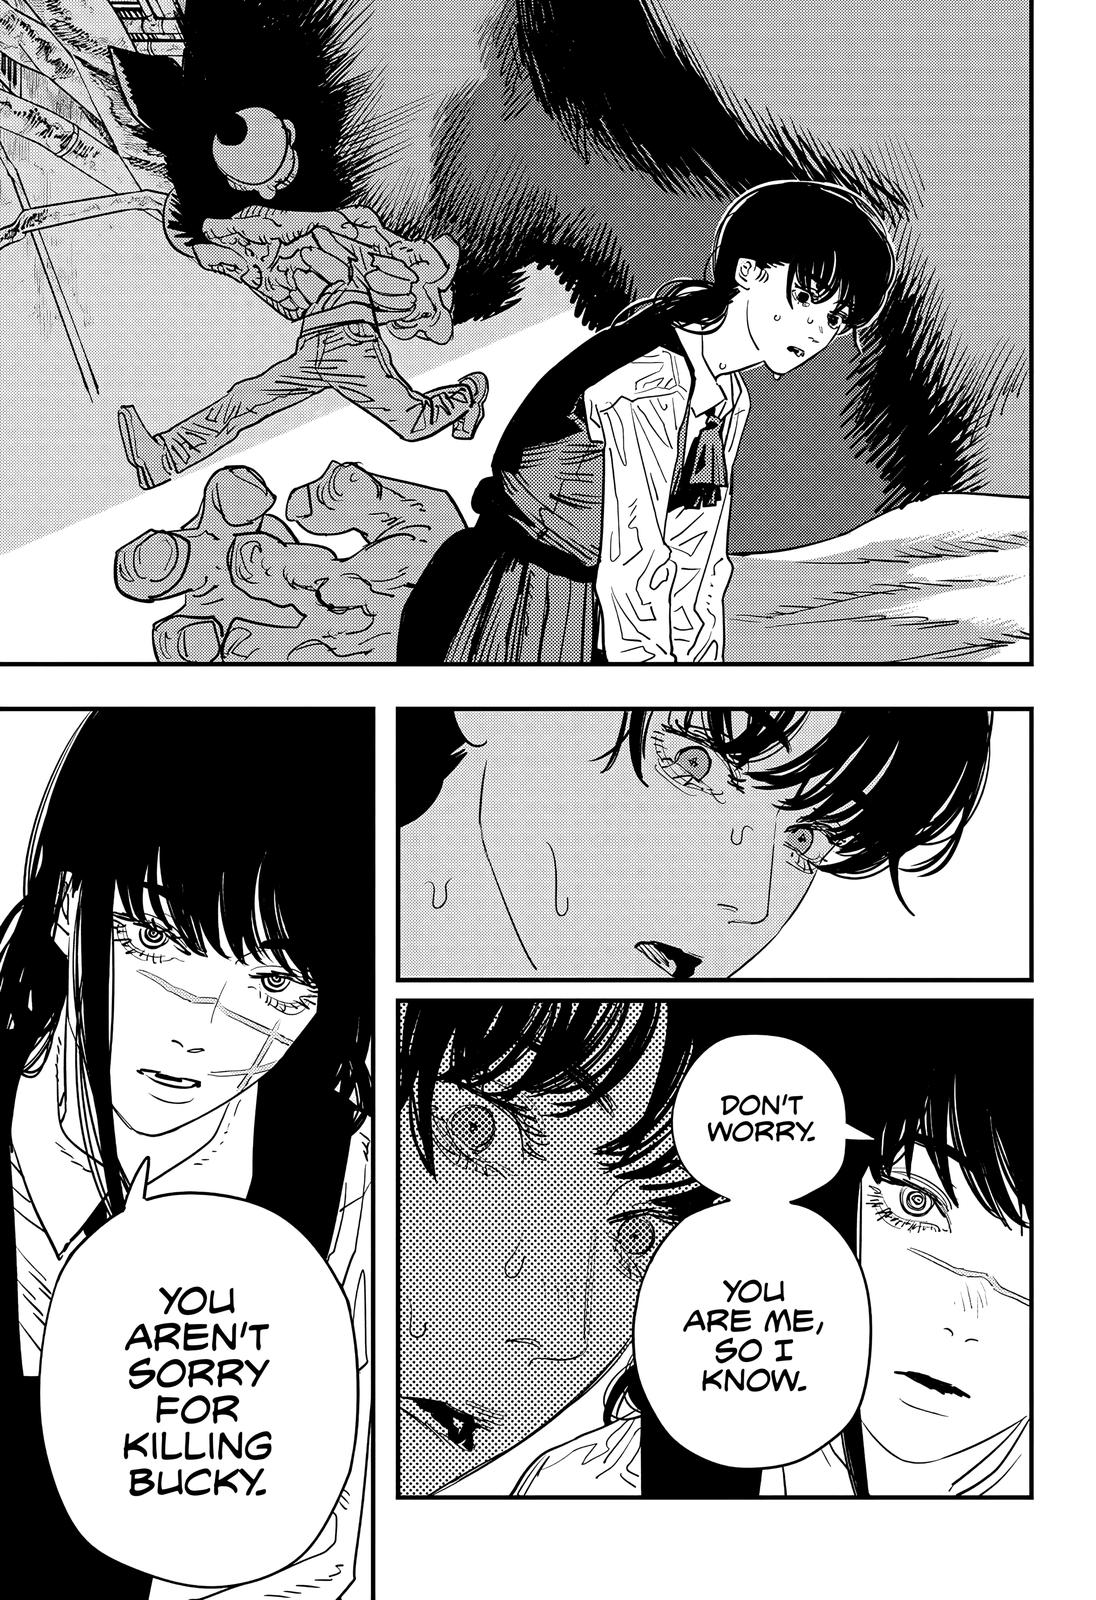 DON'T
WORRY.
YOU
ARE ME,
SO I
KNOW.
YOU
AREN'T
SORRY
FOR
KILLING
BUCKY.